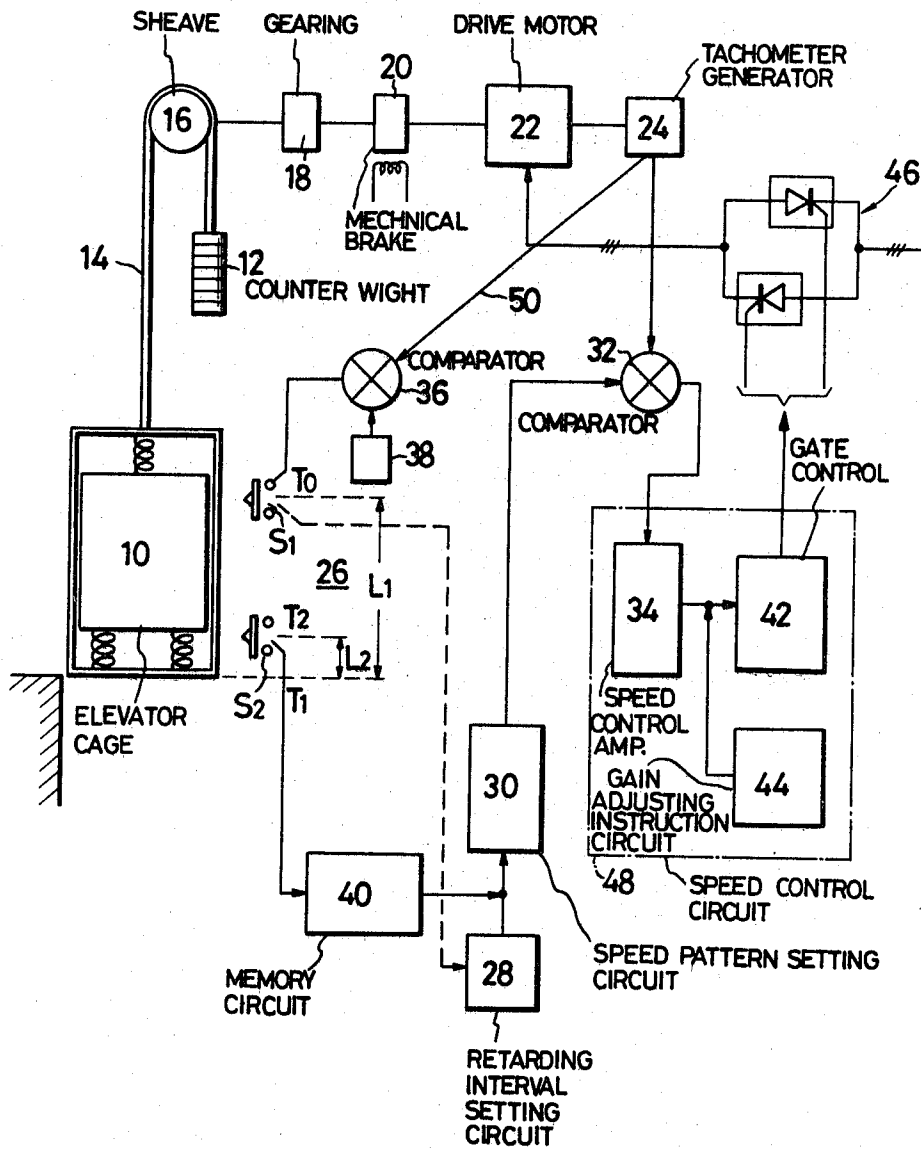 SHEAVE
GEARING
DRIVE MOTOR
TACHOMETER
GENERATOR
20
16
18
22
24
46
MECHNICAL
BRAKE
14
12
COUNTER WIGHT
50
COMPARATOR
36
32
COMPARATOR
38
GATE
CONTROL
T0
S1
10
26
L1
T2
L2
S2
T1
34
42
ELEVATOR
CAGE
SPEED
CONTROL
AMP.
30
44
GAIN
ADJUSTING
INSTRUCTION
CIRCUIT
48
SPEED CONTROL
CIRCUIT
40
28
MEMORY
CIRCUIT
SPEED PATTERN SETTING
CIRCUIT
RETARDING
INTERVAL
SETTING
CIRCUIT